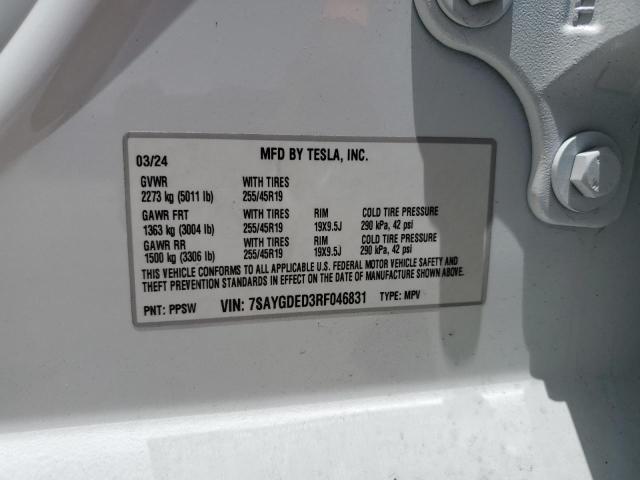 03/24 MFD BY TESLA, INC.
GVWR WITH TIRES
2273 kg (5011 lb) 255/45R19
GAWR FRT WITH TIRES RIM COLD TIRE PRESSURE
1363 kg (3004 lb) 255/45R19 19X9.5J 290 kPa, 42 psi
GAWR RR WITH TIRES RIM COLD TIRE PRESSURE
1500 kg (3306 lb) 255/45R19 19X9.5J 290 kPa, 42 psi
THIS VEHICLE CONFORMS TO ALL APPLICABLE U.S. FEDERAL MOTOR VEHICLE SAFETY AND
THEFT PREVENTION STANDARDS IN EFFECT ON THE DATE OF MANUFACTURE SHOWN ABOVE.
PNT: PPSW VIN: 7SAYGDED3RF046831 TYPE: MPV